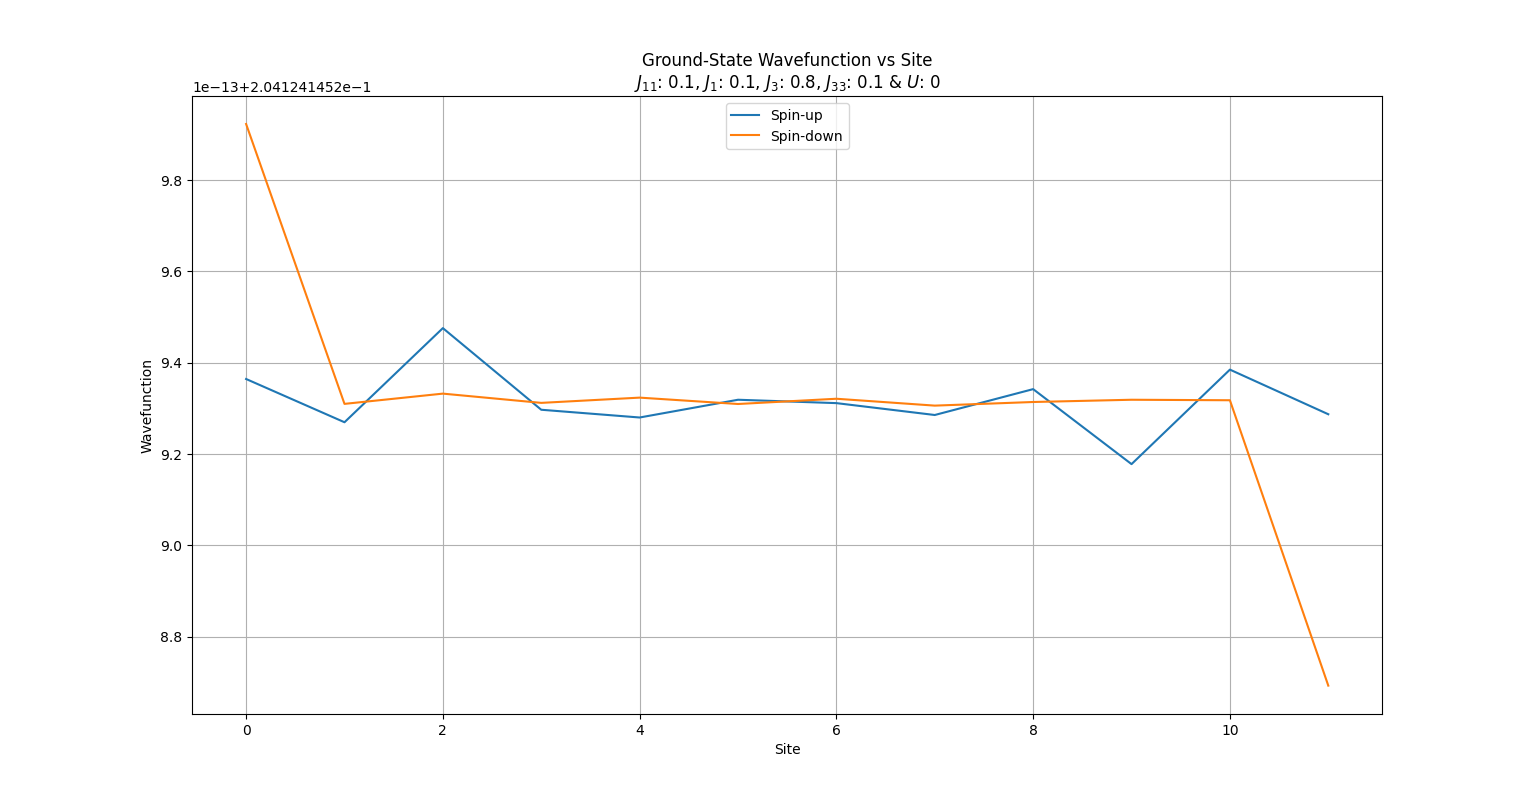 Ground-State Wavefunction vs Site
J₁₁: 0.1, J₁: 0.1, J₃: 0.8, J₃₃: 0.1 & U: 0
1e−13+2.041241452e−1
Spin-up
Spin-down
9.8
9.6
9.4
9.2
9.0
8.8
Wavefunction
0 2 4 6 8 10
Site